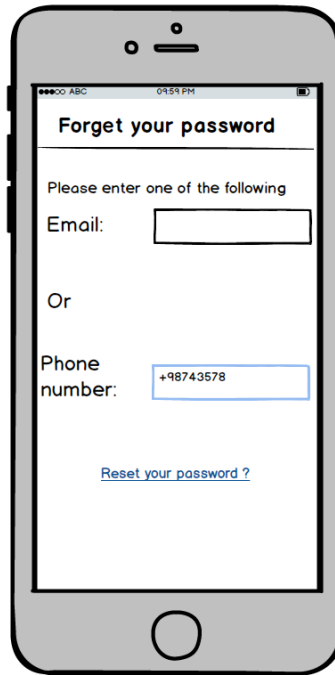 ABC 09:59 PM
Forget your password
Please enter one of the following
Email:
Or
Phone
number:
+98743578
Reset your password ?